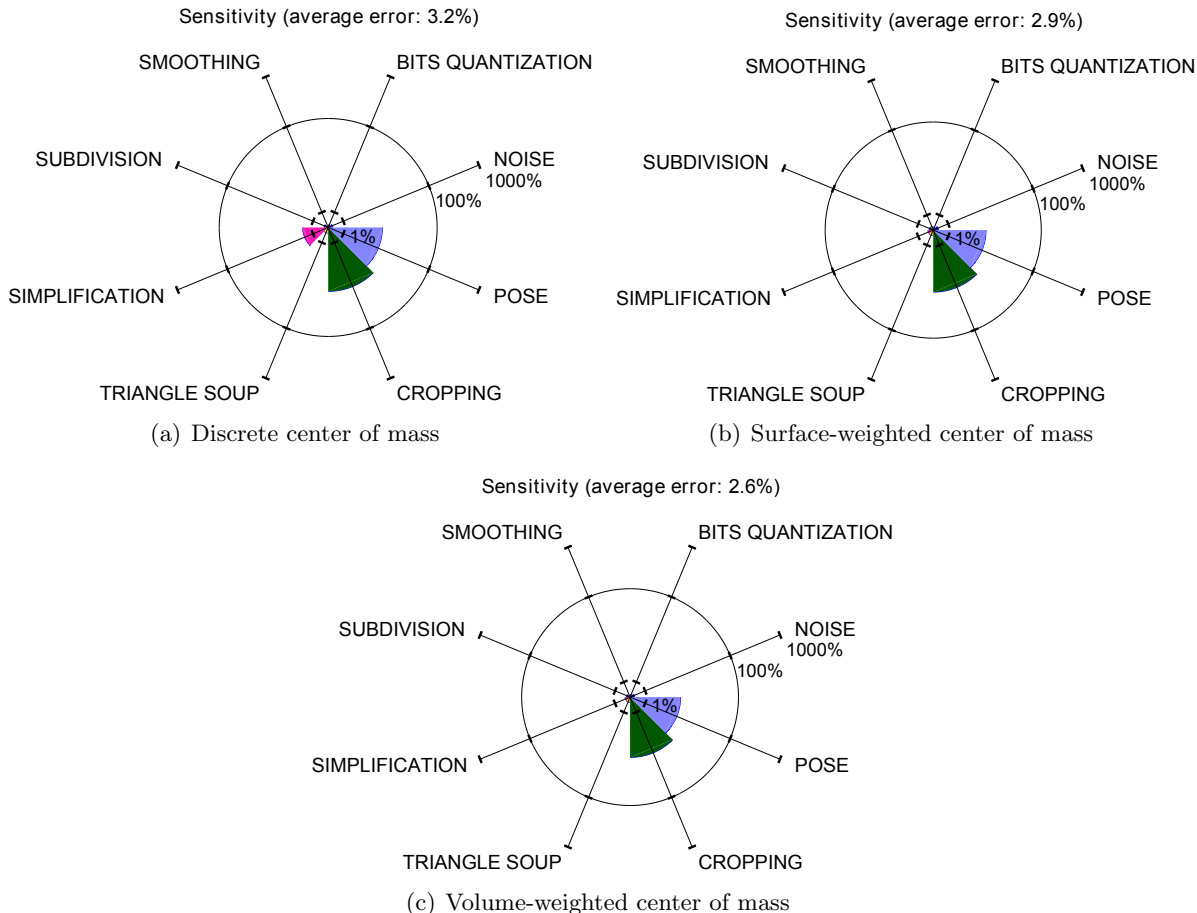 Sensitivity (average error: 3.2%)
SMOOTHING
BITS QUANTIZATION
SUBDIVISION
NOISE
1000%
100%
1%
SIMPLIFICATION
POSE
TRIANGLE SOUP
CROPPING
(a) Discrete center of mass
Sensitivity (average error: 2.9%)
SMOOTHING
BITS QUANTIZATION
SUBDIVISION
NOISE
1000%
100%
1%
SIMPLIFICATION
POSE
TRIANGLE SOUP
CROPPING
(b) Surface-weighted center of mass
Sensitivity (average error: 2.6%)
SMOOTHING
BITS QUANTIZATION
SUBDIVISION
NOISE
1000%
100%
1%
SIMPLIFICATION
POSE
TRIANGLE SOUP
CROPPING
(c) Volume-weighted center of mass